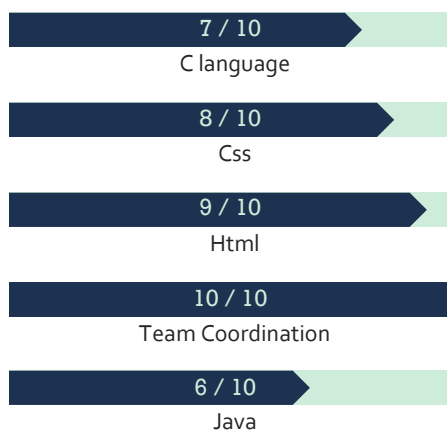 7 / 10
C language
8 / 10
Css
9 / 10
Html
10 / 10
Team Coordination
6 / 10
Java